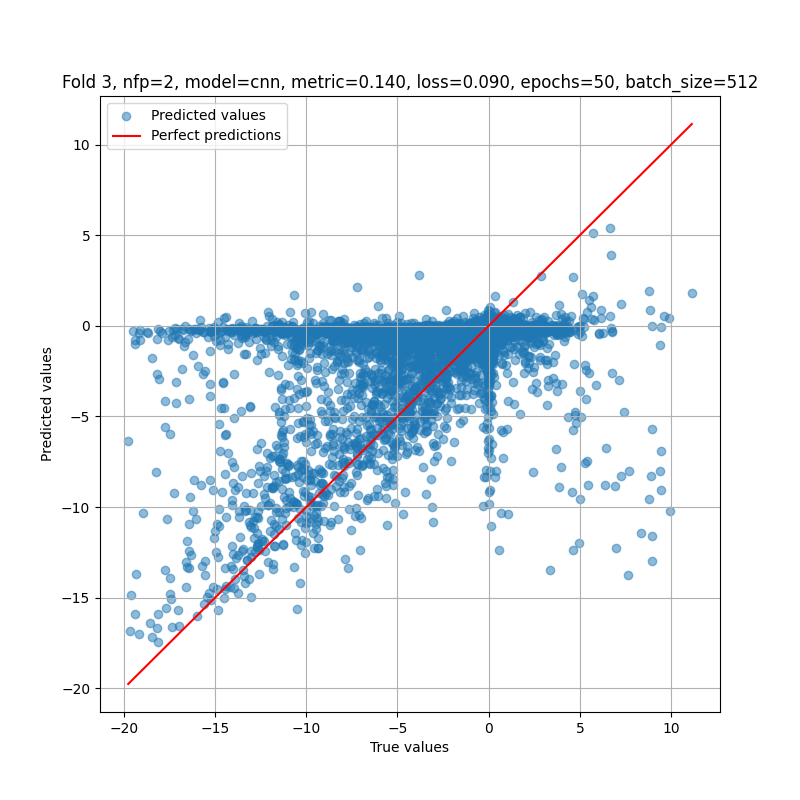 Fold 3, nfp=2, model=cnn, metric=0.140, loss=0.090, epochs=50, batch_size=512
Predicted values
Perfect predictions
10
5
0
−5
−10
−15
−20
Predicted values
−20
−15
−10
−5
0
5
10
True values